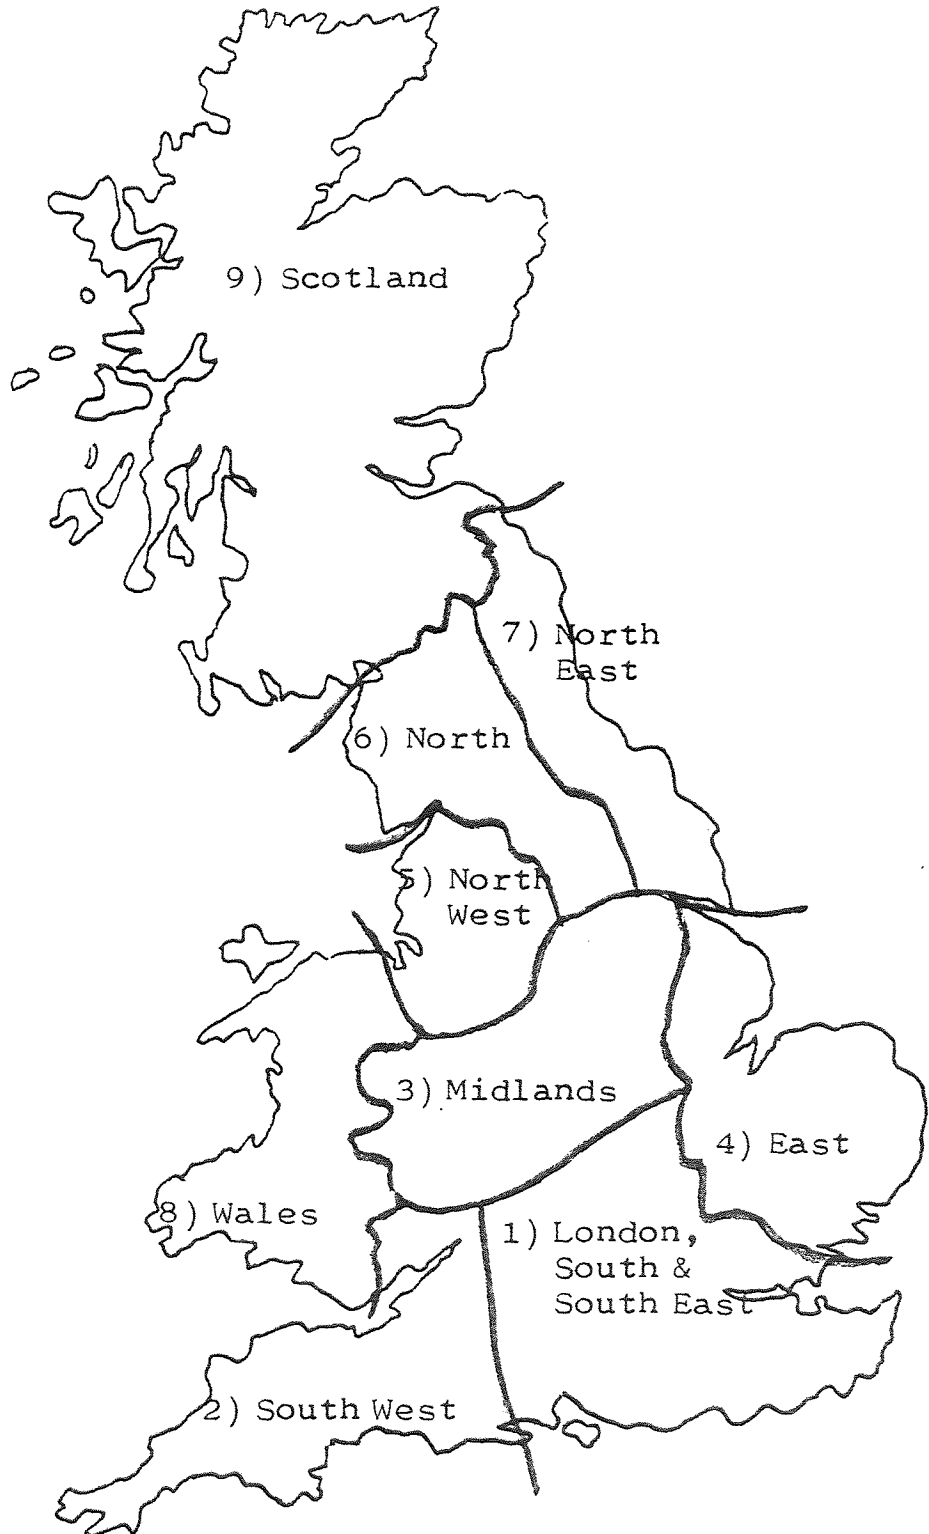 9) Scotland
7) North
East
6) North
5) North
West
3) Midlands
4) East
8) Wales
1) London,
South &
South East
2) South West